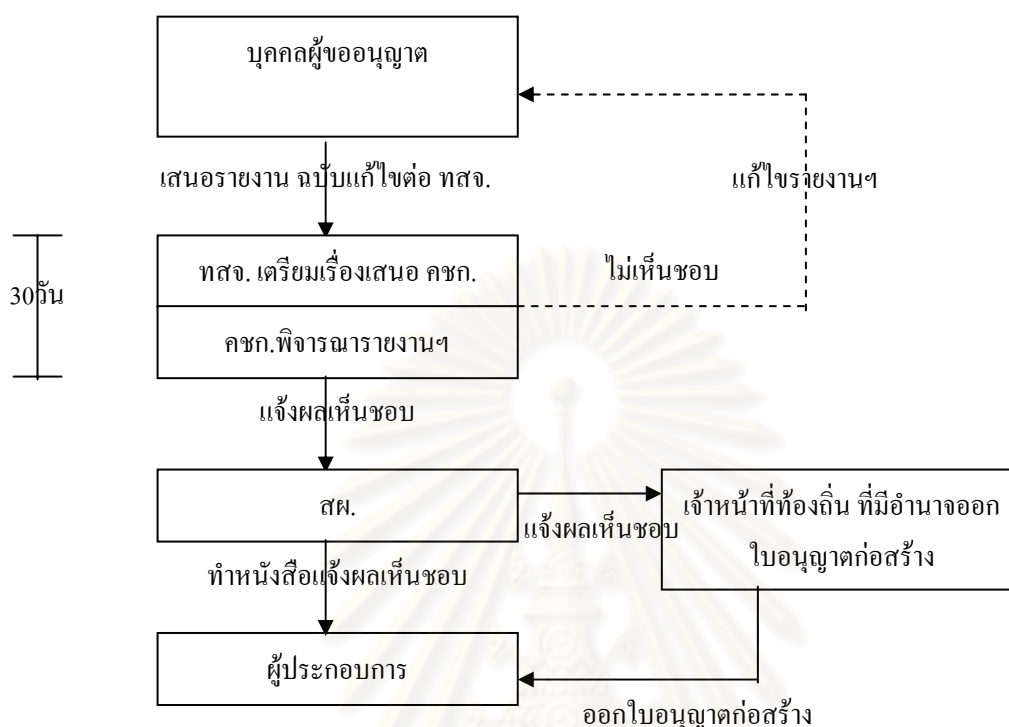 บุคคลผู้ขออนุญาต
เสนอรายงาน ฉบับแก้ไขต่อ ทสจ.
แก้ไขรายงานฯ
ทสจ. เตรียมเรื่องเสนอ คชก.
ไม่เห็นชอบ
30วัน
คชก.พิจารณารายงานฯ
แจ้งผลเห็นชอบ
สผ.
แจ้งผลเห็นชอบ
เจ้าหน้าที่ท้องถิ่น ที่มีอำนาจออก
ใบอนุญาตก่อสร้าง
ทำหนังสือแจ้งผลเห็นชอบ
ผู้ประกอบการ
ออกใบอนุญาตก่อสร้าง